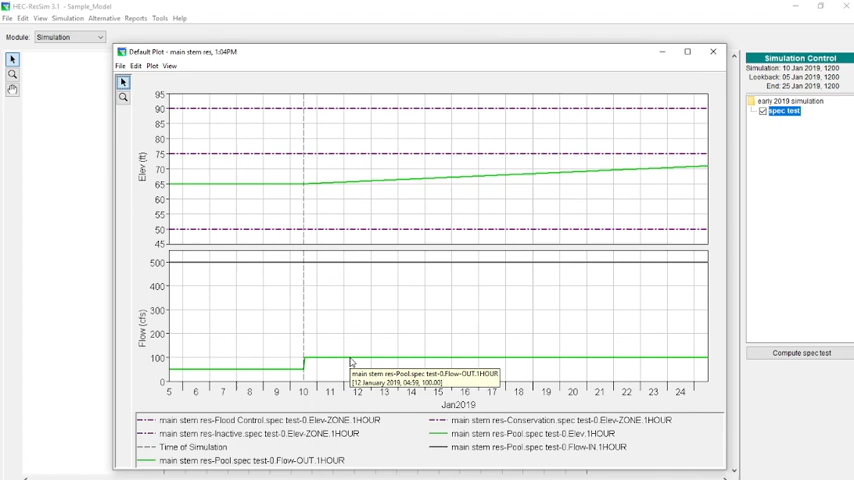 HEC-ResSim 3.1 - Sample_Model
File Edit View Simulation Alternative Reports Tools Help
Module: Simulation
Default Plot - main stem res, 1:04PM
File Edit Plot View
95
90
85
80
75
70
65
60
55
50
45
Elev (ft)
500
400
300
200
100
0
Flow (cfs)
main stem res-Pool.spec test-0.Flow-OUT.1HOUR
[12 January 2019, 04:59, 100.00]
5 6 7 8 9 10 11 12 13 14 15 16 17 18 19 20 21 22 23 24
Jan2019
main stem res-Flood Control.spec test-0.Elev-ZONE.1HOUR
main stem res-Conservation.spec test-0.Elev-ZONE.1HOUR
main stem res-Inactive.spec test-0.Elev-ZONE.1HOUR
main stem res-Pool.spec test-0.Elev.1HOUR
Time of Simulation
main stem res-Pool.spec test-0.Flow-IN.1HOUR
main stem res-Pool.spec test-0.Flow-OUT.1HOUR
Simulation Control
Simulation: 10 Jan 2019, 1200
Lookback: 05 Jan 2019, 1200
End: 25 Jan 2019, 1200
early 2019 simulation
spec test
Compute spec test